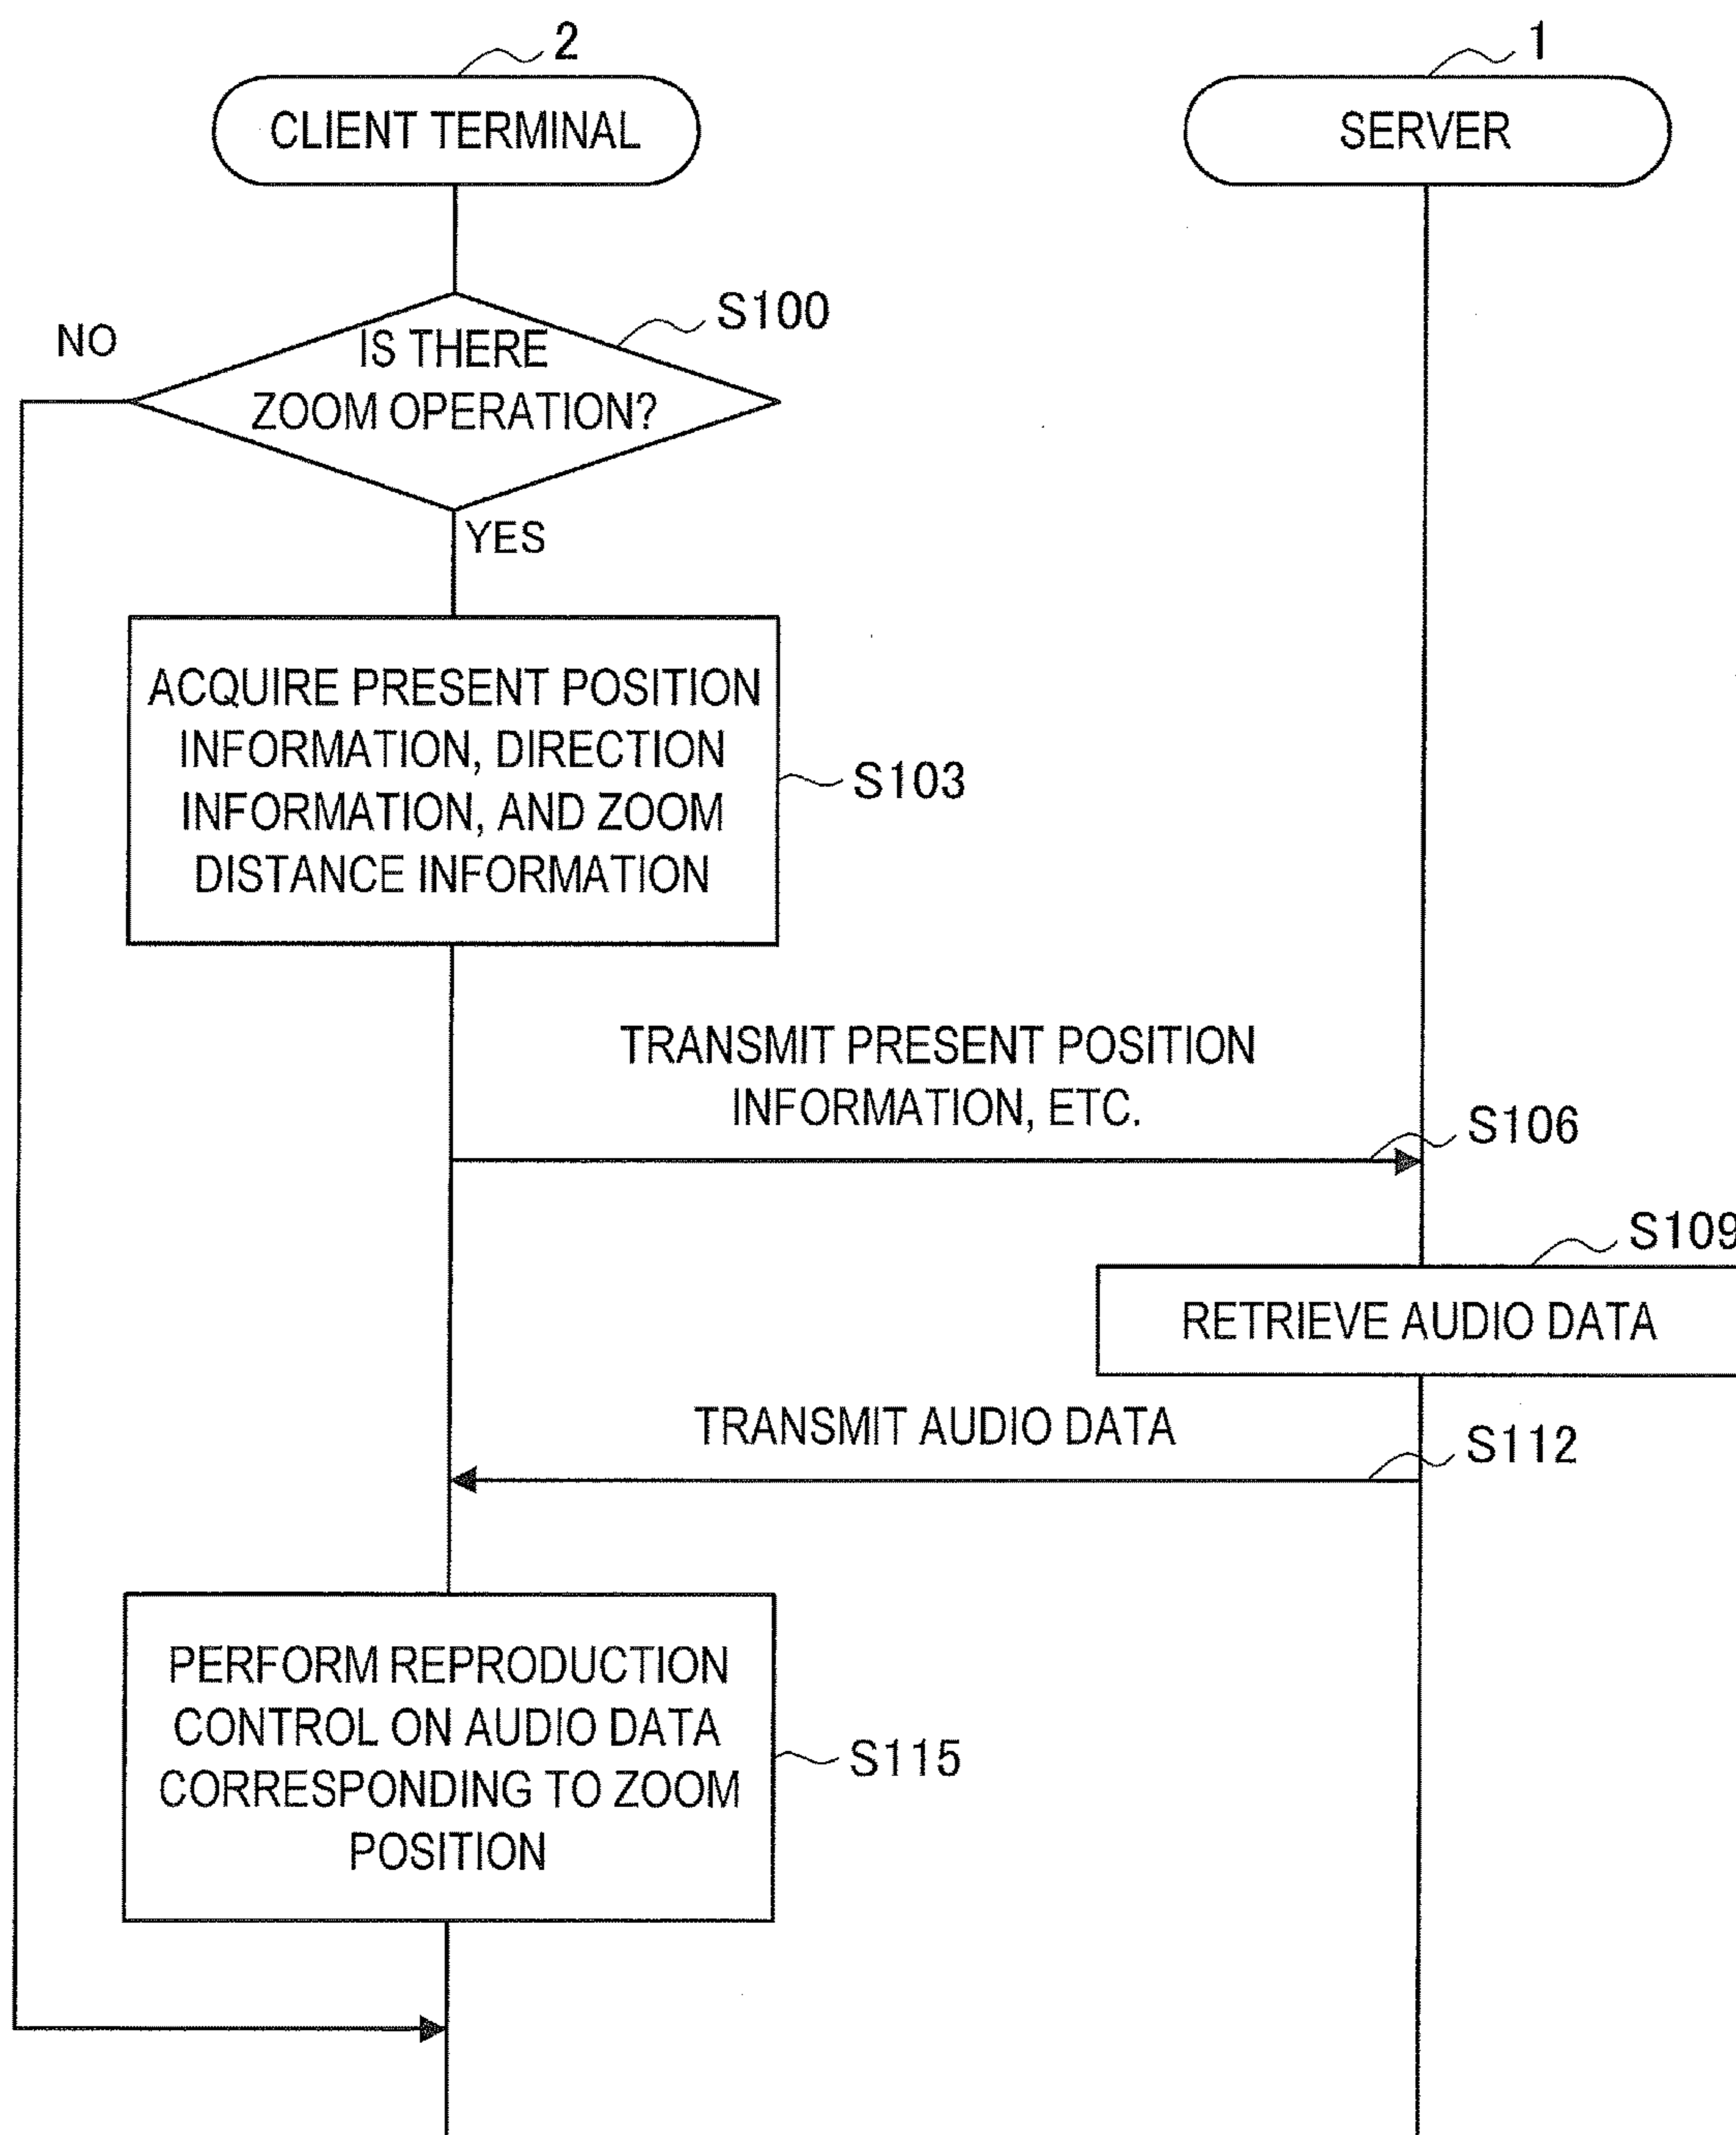 2
1
CLIENT TERMINAL
SERVER
S100
NO
IS THERE
ZOOM OPERATION?
YES
ACQUIRE PRESENT POSITION
INFORMATION, DIRECTION
INFORMATION, AND ZOOM
DISTANCE INFORMATION
S103
TRANSMIT PRESENT POSITION
INFORMATION, ETC.
S106
S109
RETRIEVE AUDIO DATA
TRANSMIT AUDIO DATA
S112
PERFORM REPRODUCTION
CONTROL ON AUDIO DATA
CORRESPONDING TO ZOOM
POSITION
S115